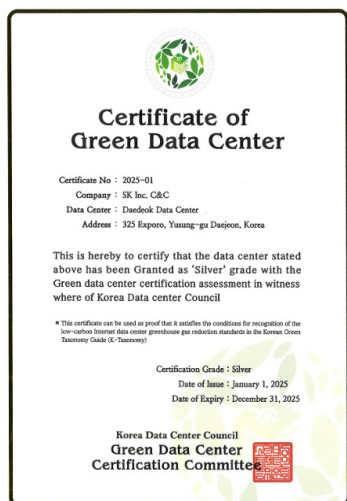 Certificate of
Green Data Center
Certificate No : 2025-01
Company : SK Inc. C&C
Data Center : Daedeok Data Center
Address : 325 Exporo, Yusung-gu Daejeon, Korea
This is hereby to certify that the data center stated
above has been Granted as 'Silver' grade with the
Green data center certification assessment in witness
where of Korea Data center Council
※ This certificate can be used as proof that it satisfies the conditions for recognition of the
low-carbon Internet data center greenhouse gas reduction standards in the Korean Green
Taxonomy Guide (K-Taxonomy)
Certification Grade : Silver
Date of Issue : January 1, 2025
Date of Expiry : December 31, 2025
Korea Data Center Council
Green Data Center
Certification Committee